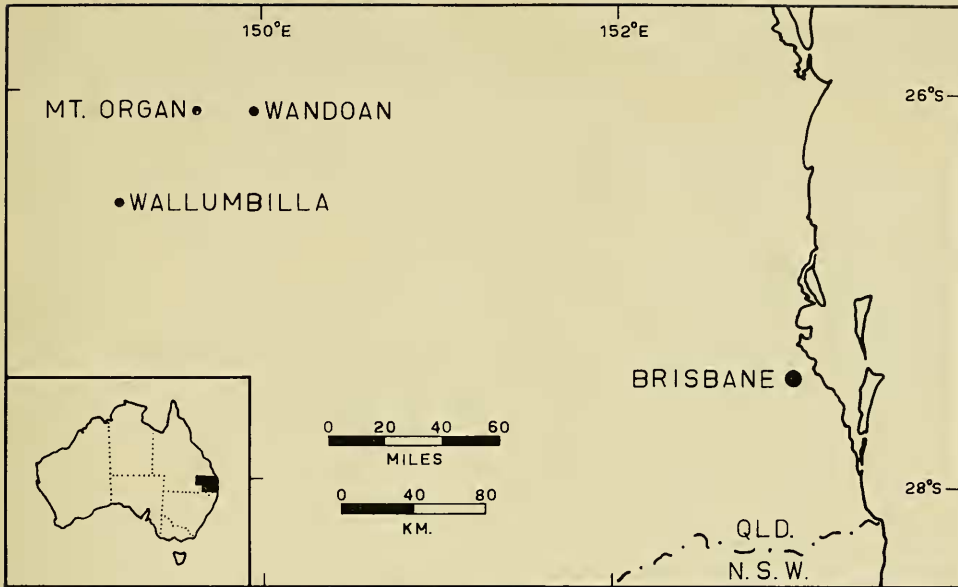 150°E 152°E
26°S
MT. ORGAN WANDOAN
WALLUMBILLA
BRISBANE
0 20 40 60
MILES
0 40 80
KM.
28°S
QLD.
N. S. W.